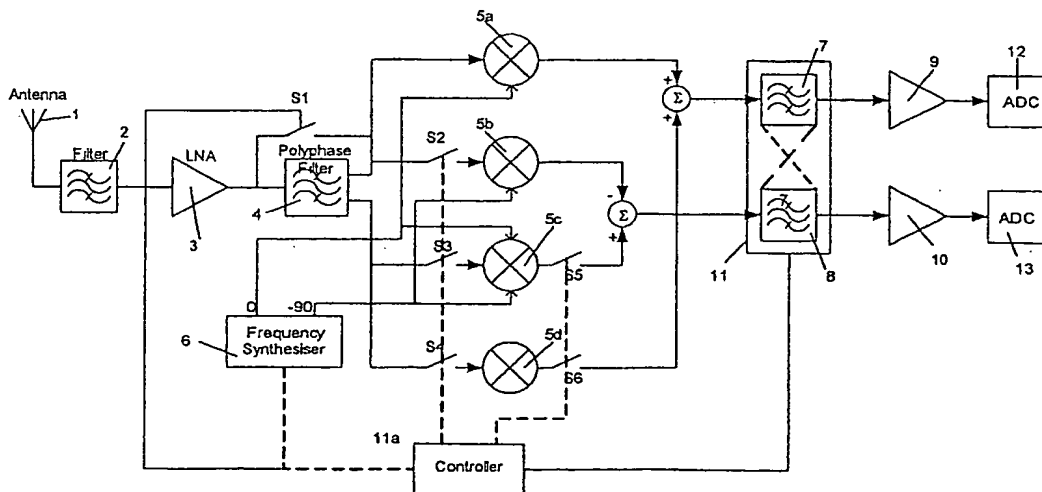 5a
7
9
12
ADC
Antenna
1
S1
+
Σ
+
Filter
2
LNA
3
Polyphase
Filter
4
S2
5b
-
Σ
+
7
8
11
10
ADC
13
S3
5c
S5
0
-90
6
Frequency
Synthesiser
S4
5d
S6
11a
Controller